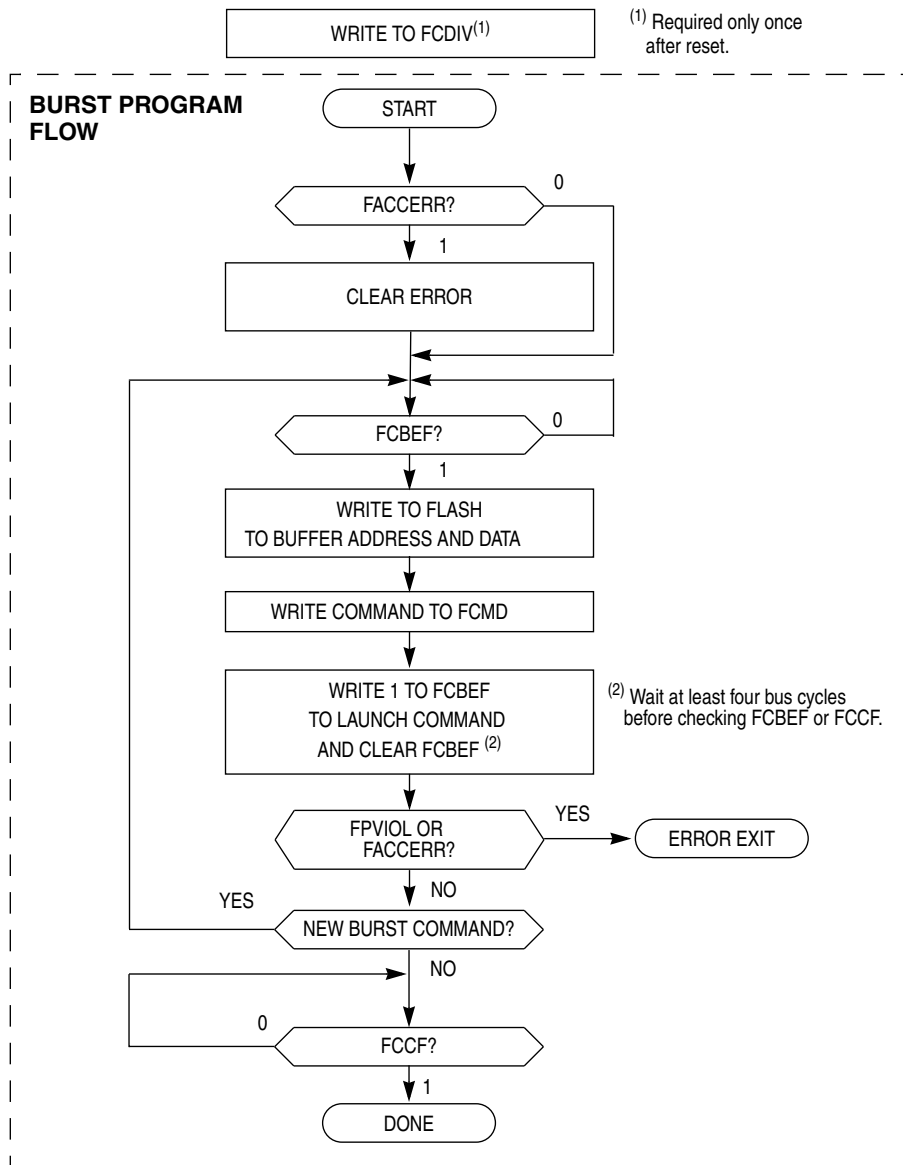 WRITE TO FCDIV(1)
(1) Required only once
after reset.
BURST PROGRAM
FLOW
START
FACCERR?
0
1
CLEAR ERROR
FCBEF?
0
1
WRITE TO FLASH
TO BUFFER ADDRESS AND DATA
WRITE COMMAND TO FCMD
WRITE 1 TO FCBEF
TO LAUNCH COMMAND
AND CLEAR FCBEF (2)
(2) Wait at least four bus cycles
before checking FCBEF or FCCF.
FPVIOL OR
FACCERR?
YES
ERROR EXIT
NO
YES
NEW BURST COMMAND?
NO
0
FCCF?
1
DONE